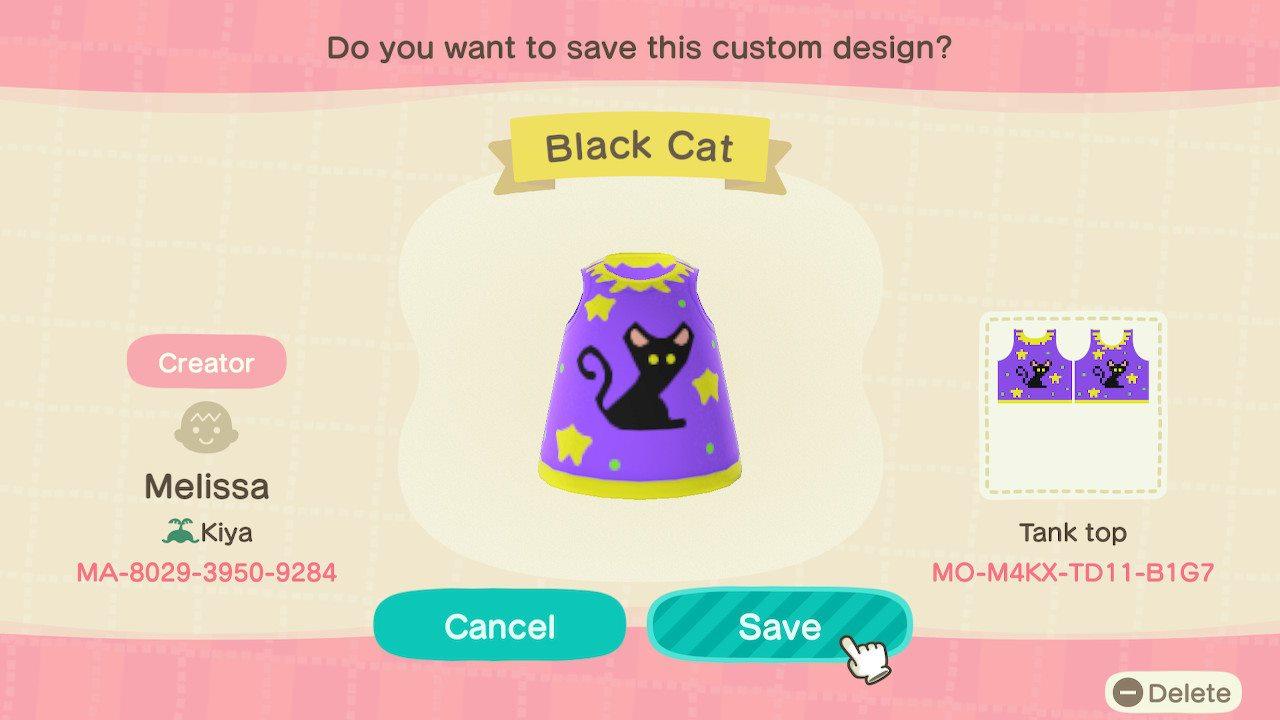 Do you want to save this custom design?
Black Cat
Creator
Melissa
Kiya
MA-8029-3950-9284
Tank top
MO-M4KX-TD11-B1G7
Cancel
Save
Delete